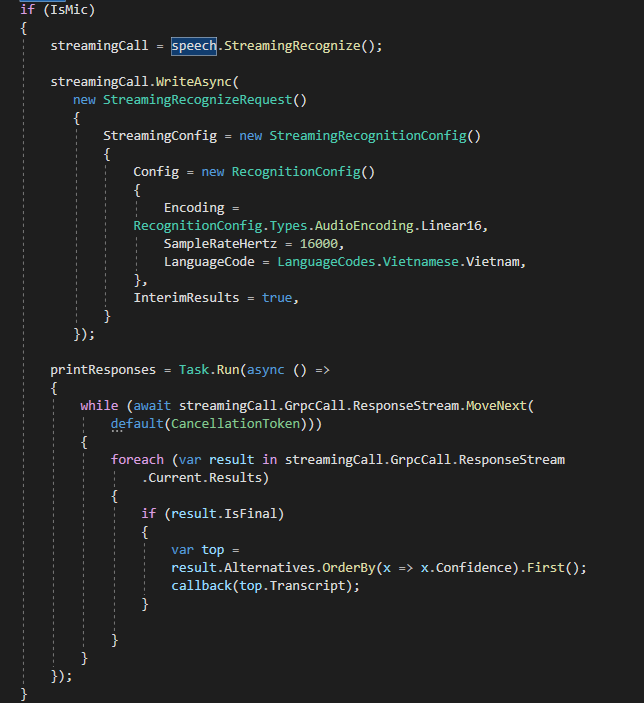 if (IsMic)
{
streamingCall = speech.StreamingRecognize();
streamingCall.WriteAsync(
new StreamingRecognizeRequest()
{
StreamingConfig = new StreamingRecognitionConfig()
{
Config = new RecognitionConfig()
{
Encoding =
RecognitionConfig.Types.AudioEncoding.Linear16,
SampleRateHertz = 16000,
LanguageCode = LanguageCodes.Vietnamese.Vietnam,
},
InterimResults = true,
}
});
printResponses = Task.Run(async () =>
{
while (await streamingCall.GrpcCall.ResponseStream.MoveNext(
default(CancellationToken)))
{
foreach (var result in streamingCall.GrpcCall.ResponseStream
.Current.Results)
{
if (result.IsFinal)
{
var top =
result.Alternatives.OrderBy(x => x.Confidence).First();
callback(top.Transcript);
}
}
}
});
}